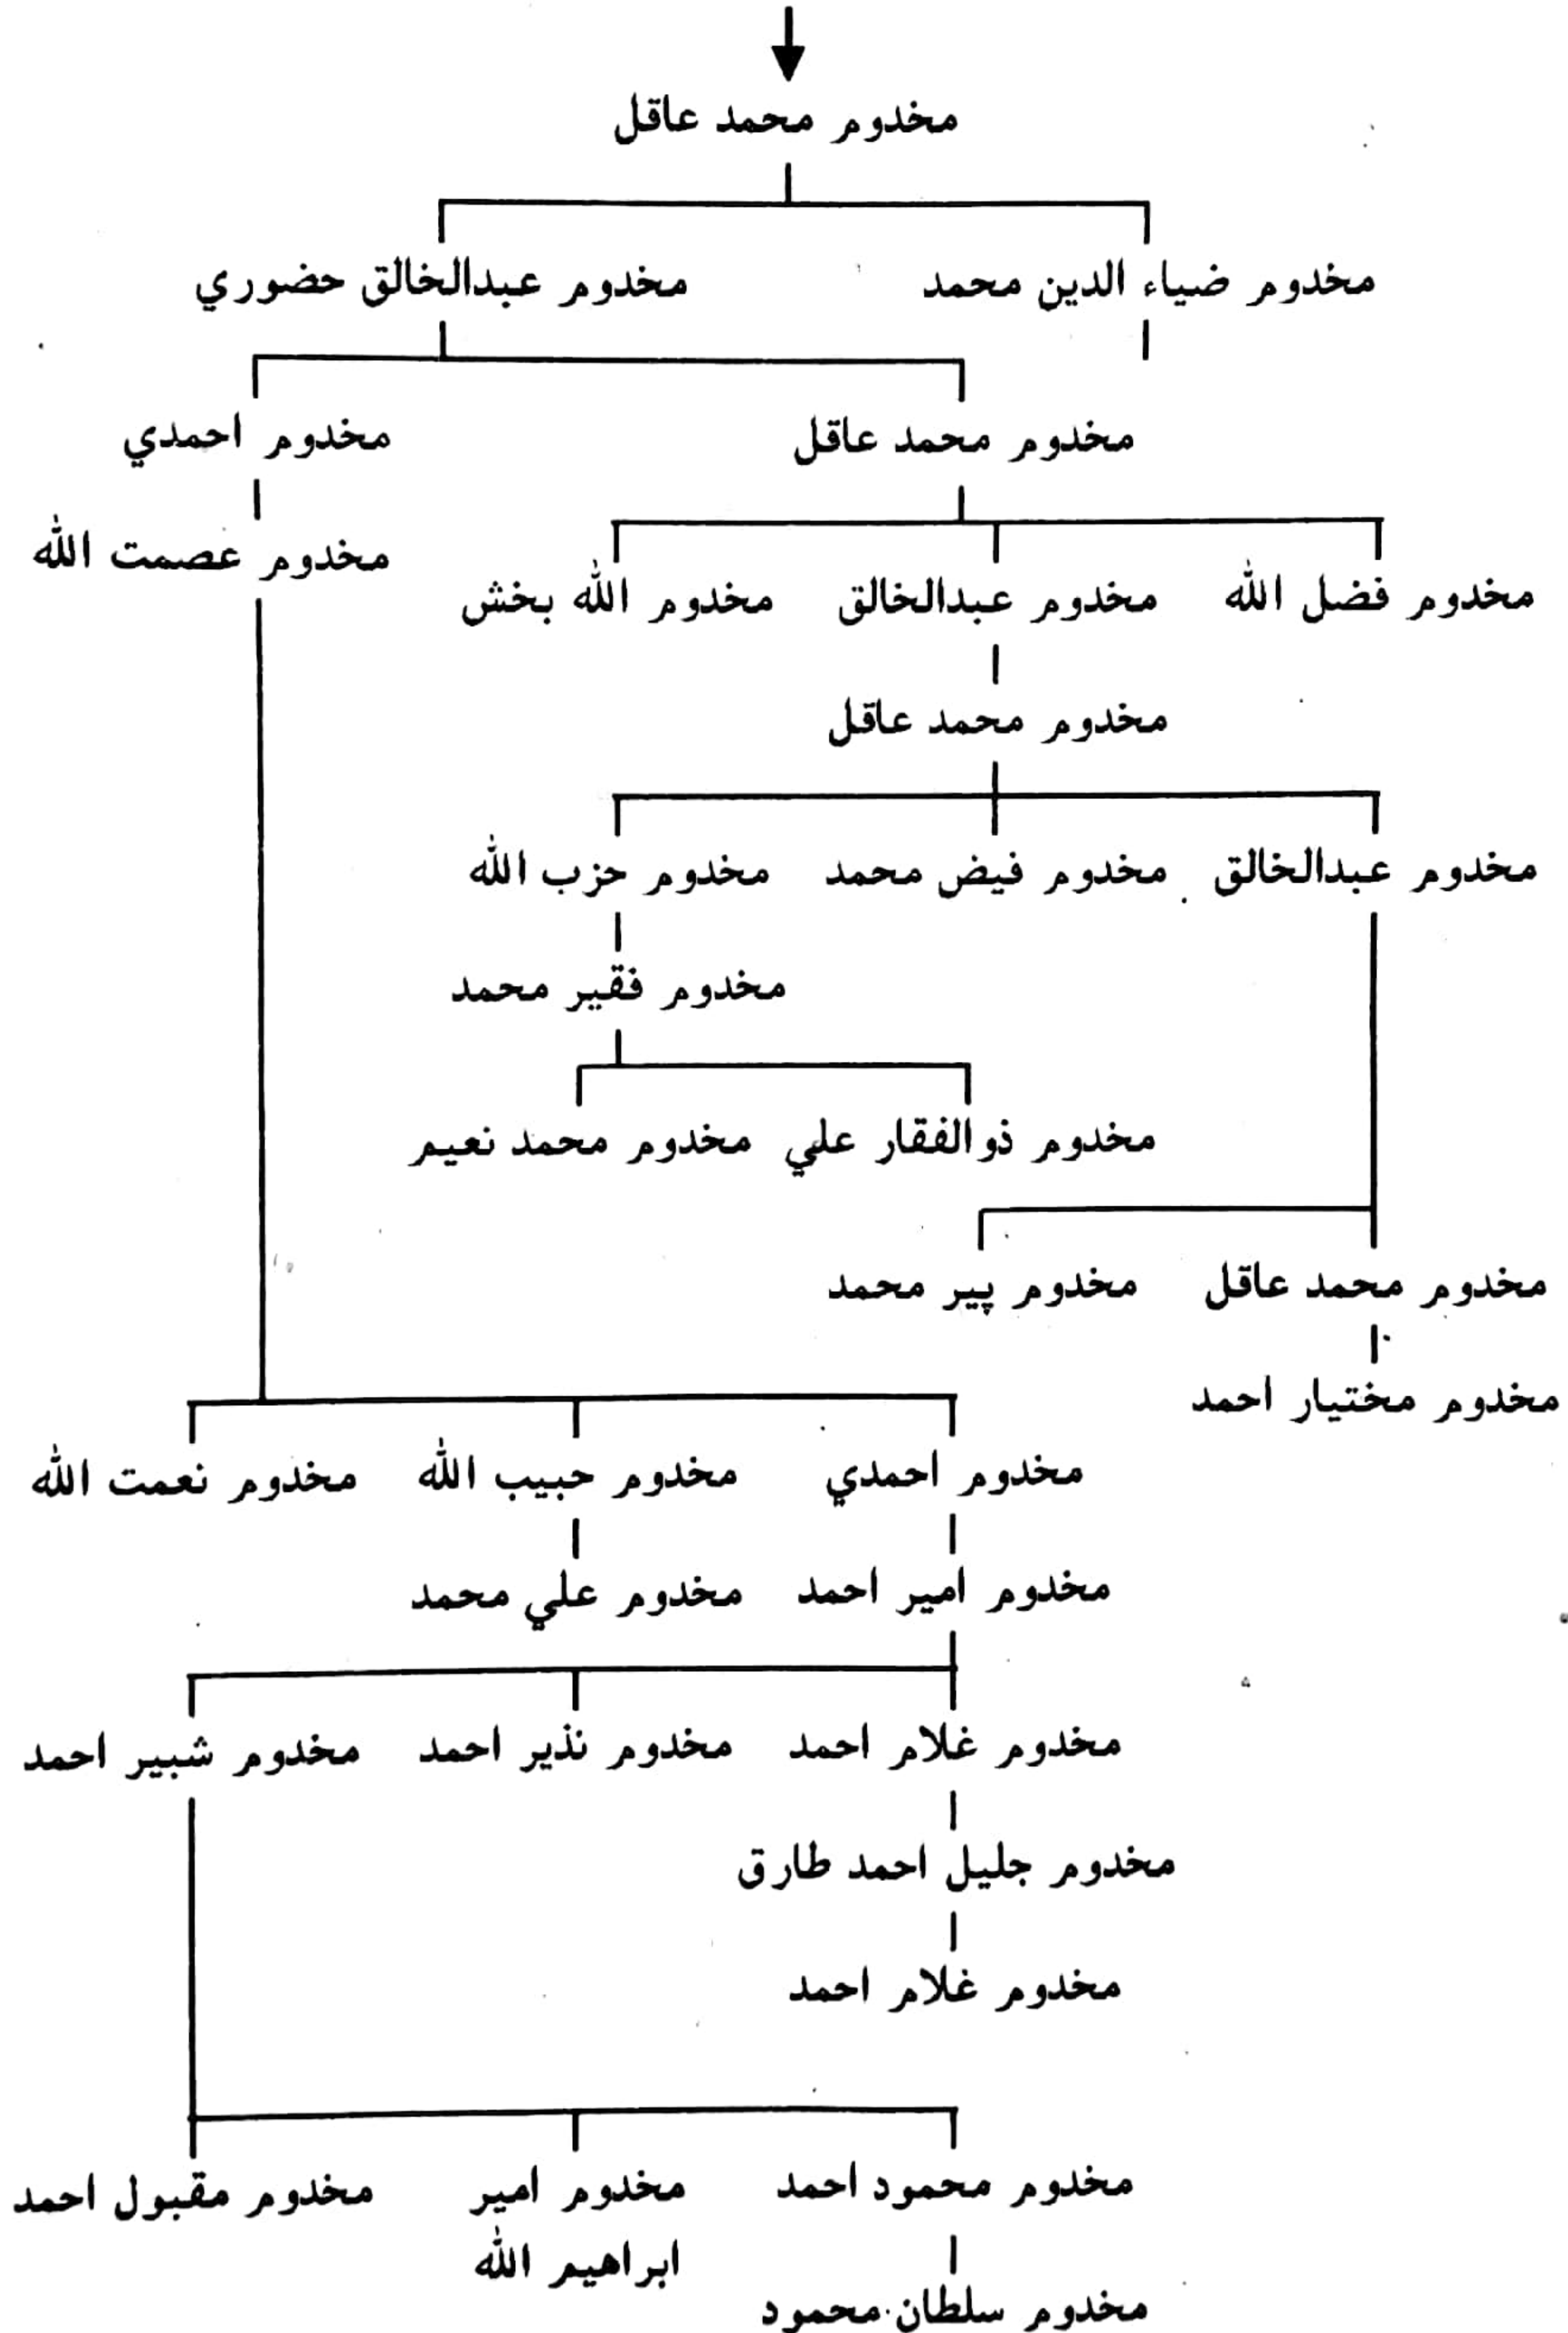 مخدوم محمد عاقل
مخدوم ضياء الدين محمد
مخدوم عبدالخالق حضوري
مخدوم محمد عاقل
مخدوم احمدي
مخدوم عصمت الله
مخدوم فضل الله
مخدوم عبدالخالق
مخدوم الله بخش
مخدوم محمد عاقل
مخدوم عبدالخالق
مخدوم فيض محمد
مخدوم حزب الله
مخدوم فقير محمد
مخدوم ذوالفقار علي
مخدوم محمد نعيم
مخدوم محمد عاقل
مخدوم پير محمد
مخدوم مختيار احمد
مخدوم احمدي
مخدوم حبيب الله
مخدوم نعمت الله
مخدوم امير احمد
مخدوم علي محمد
مخدوم غلام احمد
مخدوم نذير احمد
مخدوم شبير احمد
مخدوم جليل احمد طارق
مخدوم غلام احمد
مخدوم محمود احمد
مخدوم امير
ابراهيم الله
مخدوم مقبول احمد
مخدوم سلطان محمود